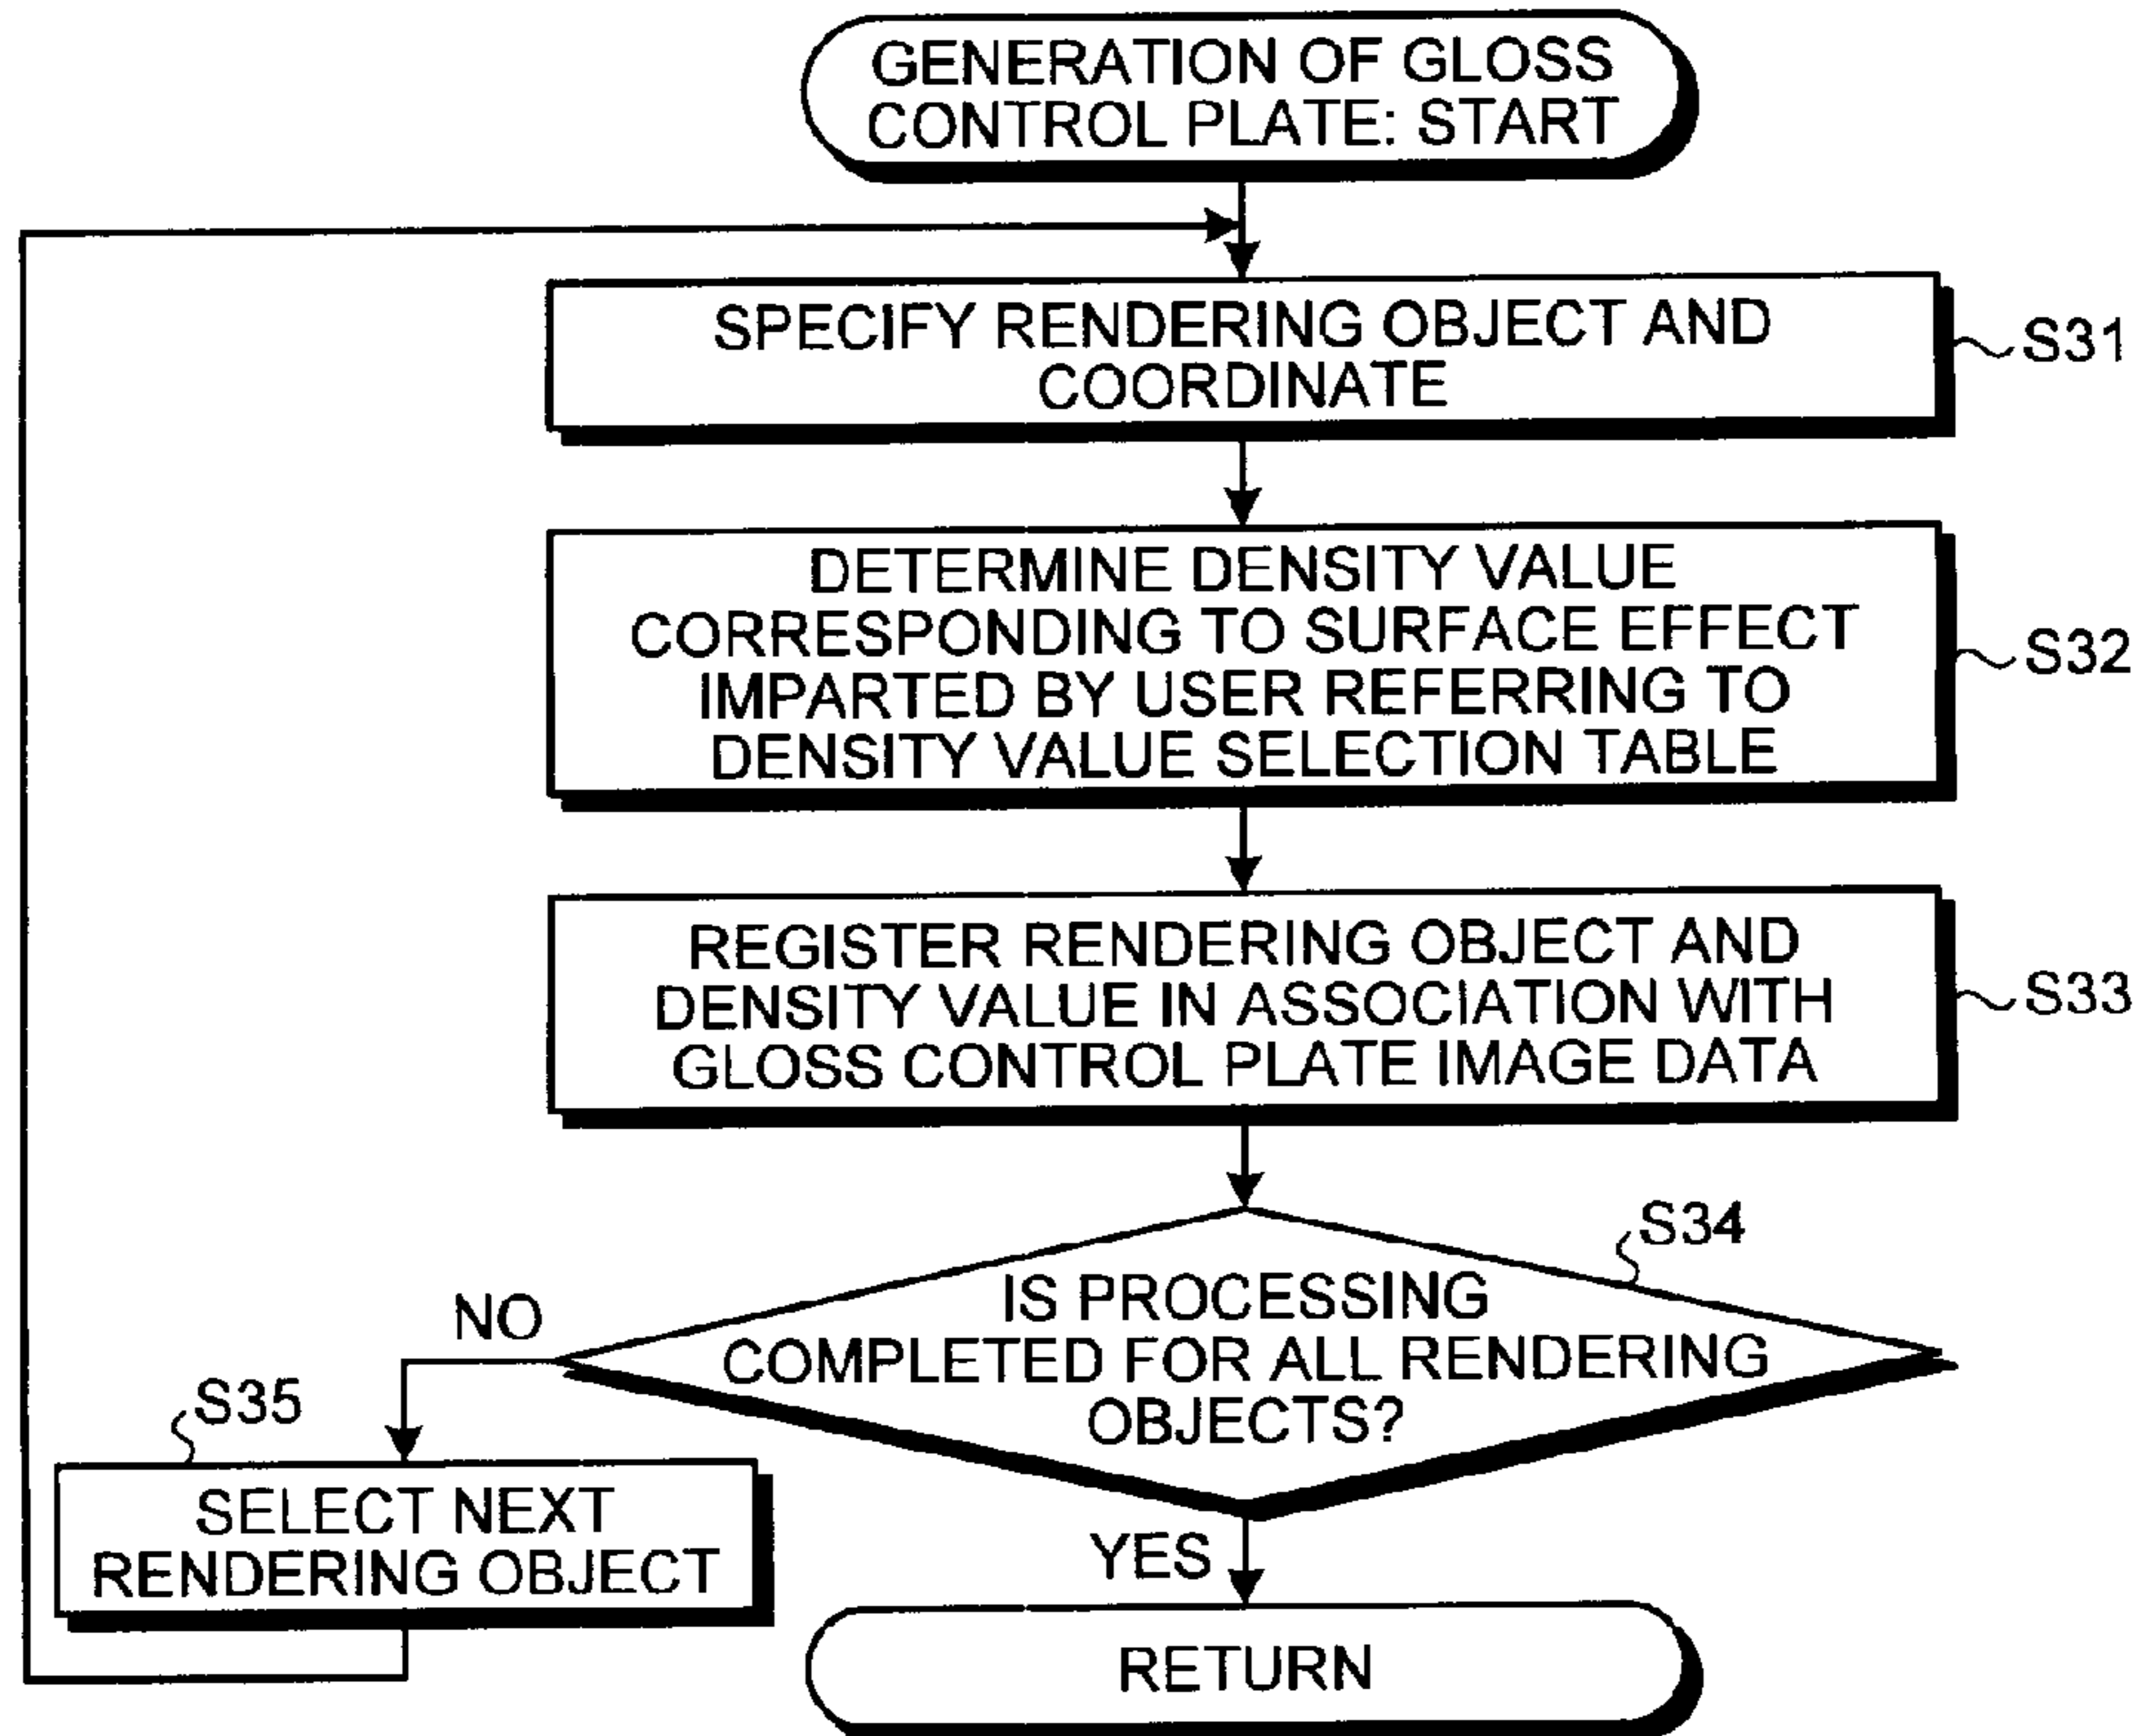 GENERATION OF GLOSS
CONTROL PLATE: START
SPECIFY RENDERING OBJECT AND
COORDINATE
S31
DETERMINE DENSITY VALUE
CORRESPONDING TO SURFACE EFFECT
IMPARTED BY USER REFERRING TO
DENSITY VALUE SELECTION TABLE
S32
REGISTER RENDERING OBJECT AND
DENSITY VALUE IN ASSOCIATION WITH
GLOSS CONTROL PLATE IMAGE DATA
S33
S34
IS PROCESSING
COMPLETED FOR ALL RENDERING
OBJECTS?
NO
S35
SELECT NEXT
RENDERING OBJECT
YES
RETURN